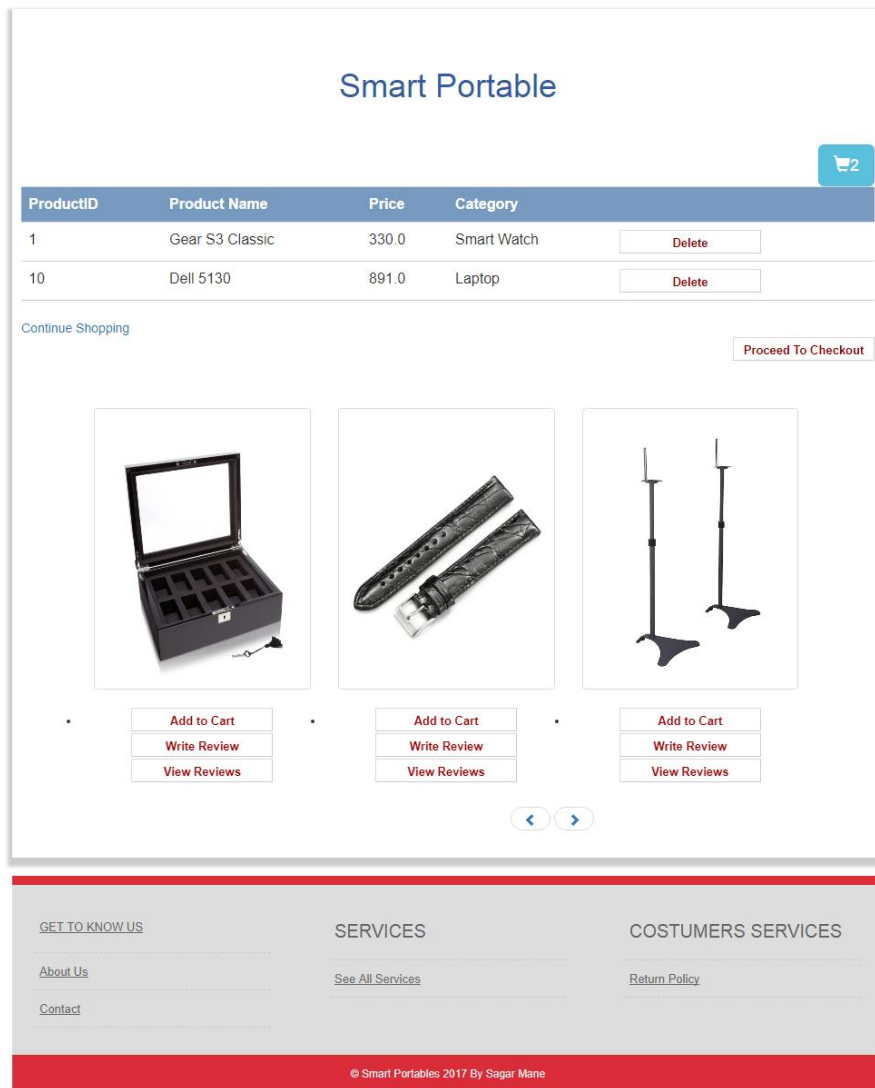 Smart Portable
2
ProductID Product Name Price Category
1 Gear S3 Classic 330.0 Smart Watch Delete
10 Dell 5130 891.0 Laptop Delete
Continue Shopping
Proceed To Checkout
Add to Cart Add to Cart Add to Cart
Write Review Write Review Write Review
View Reviews View Reviews View Reviews
GET TO KNOW US SERVICES COSTUMERS SERVICES
About Us See All Services Return Policy
Contact
© Smart Portables 2017 By Sagar Mane